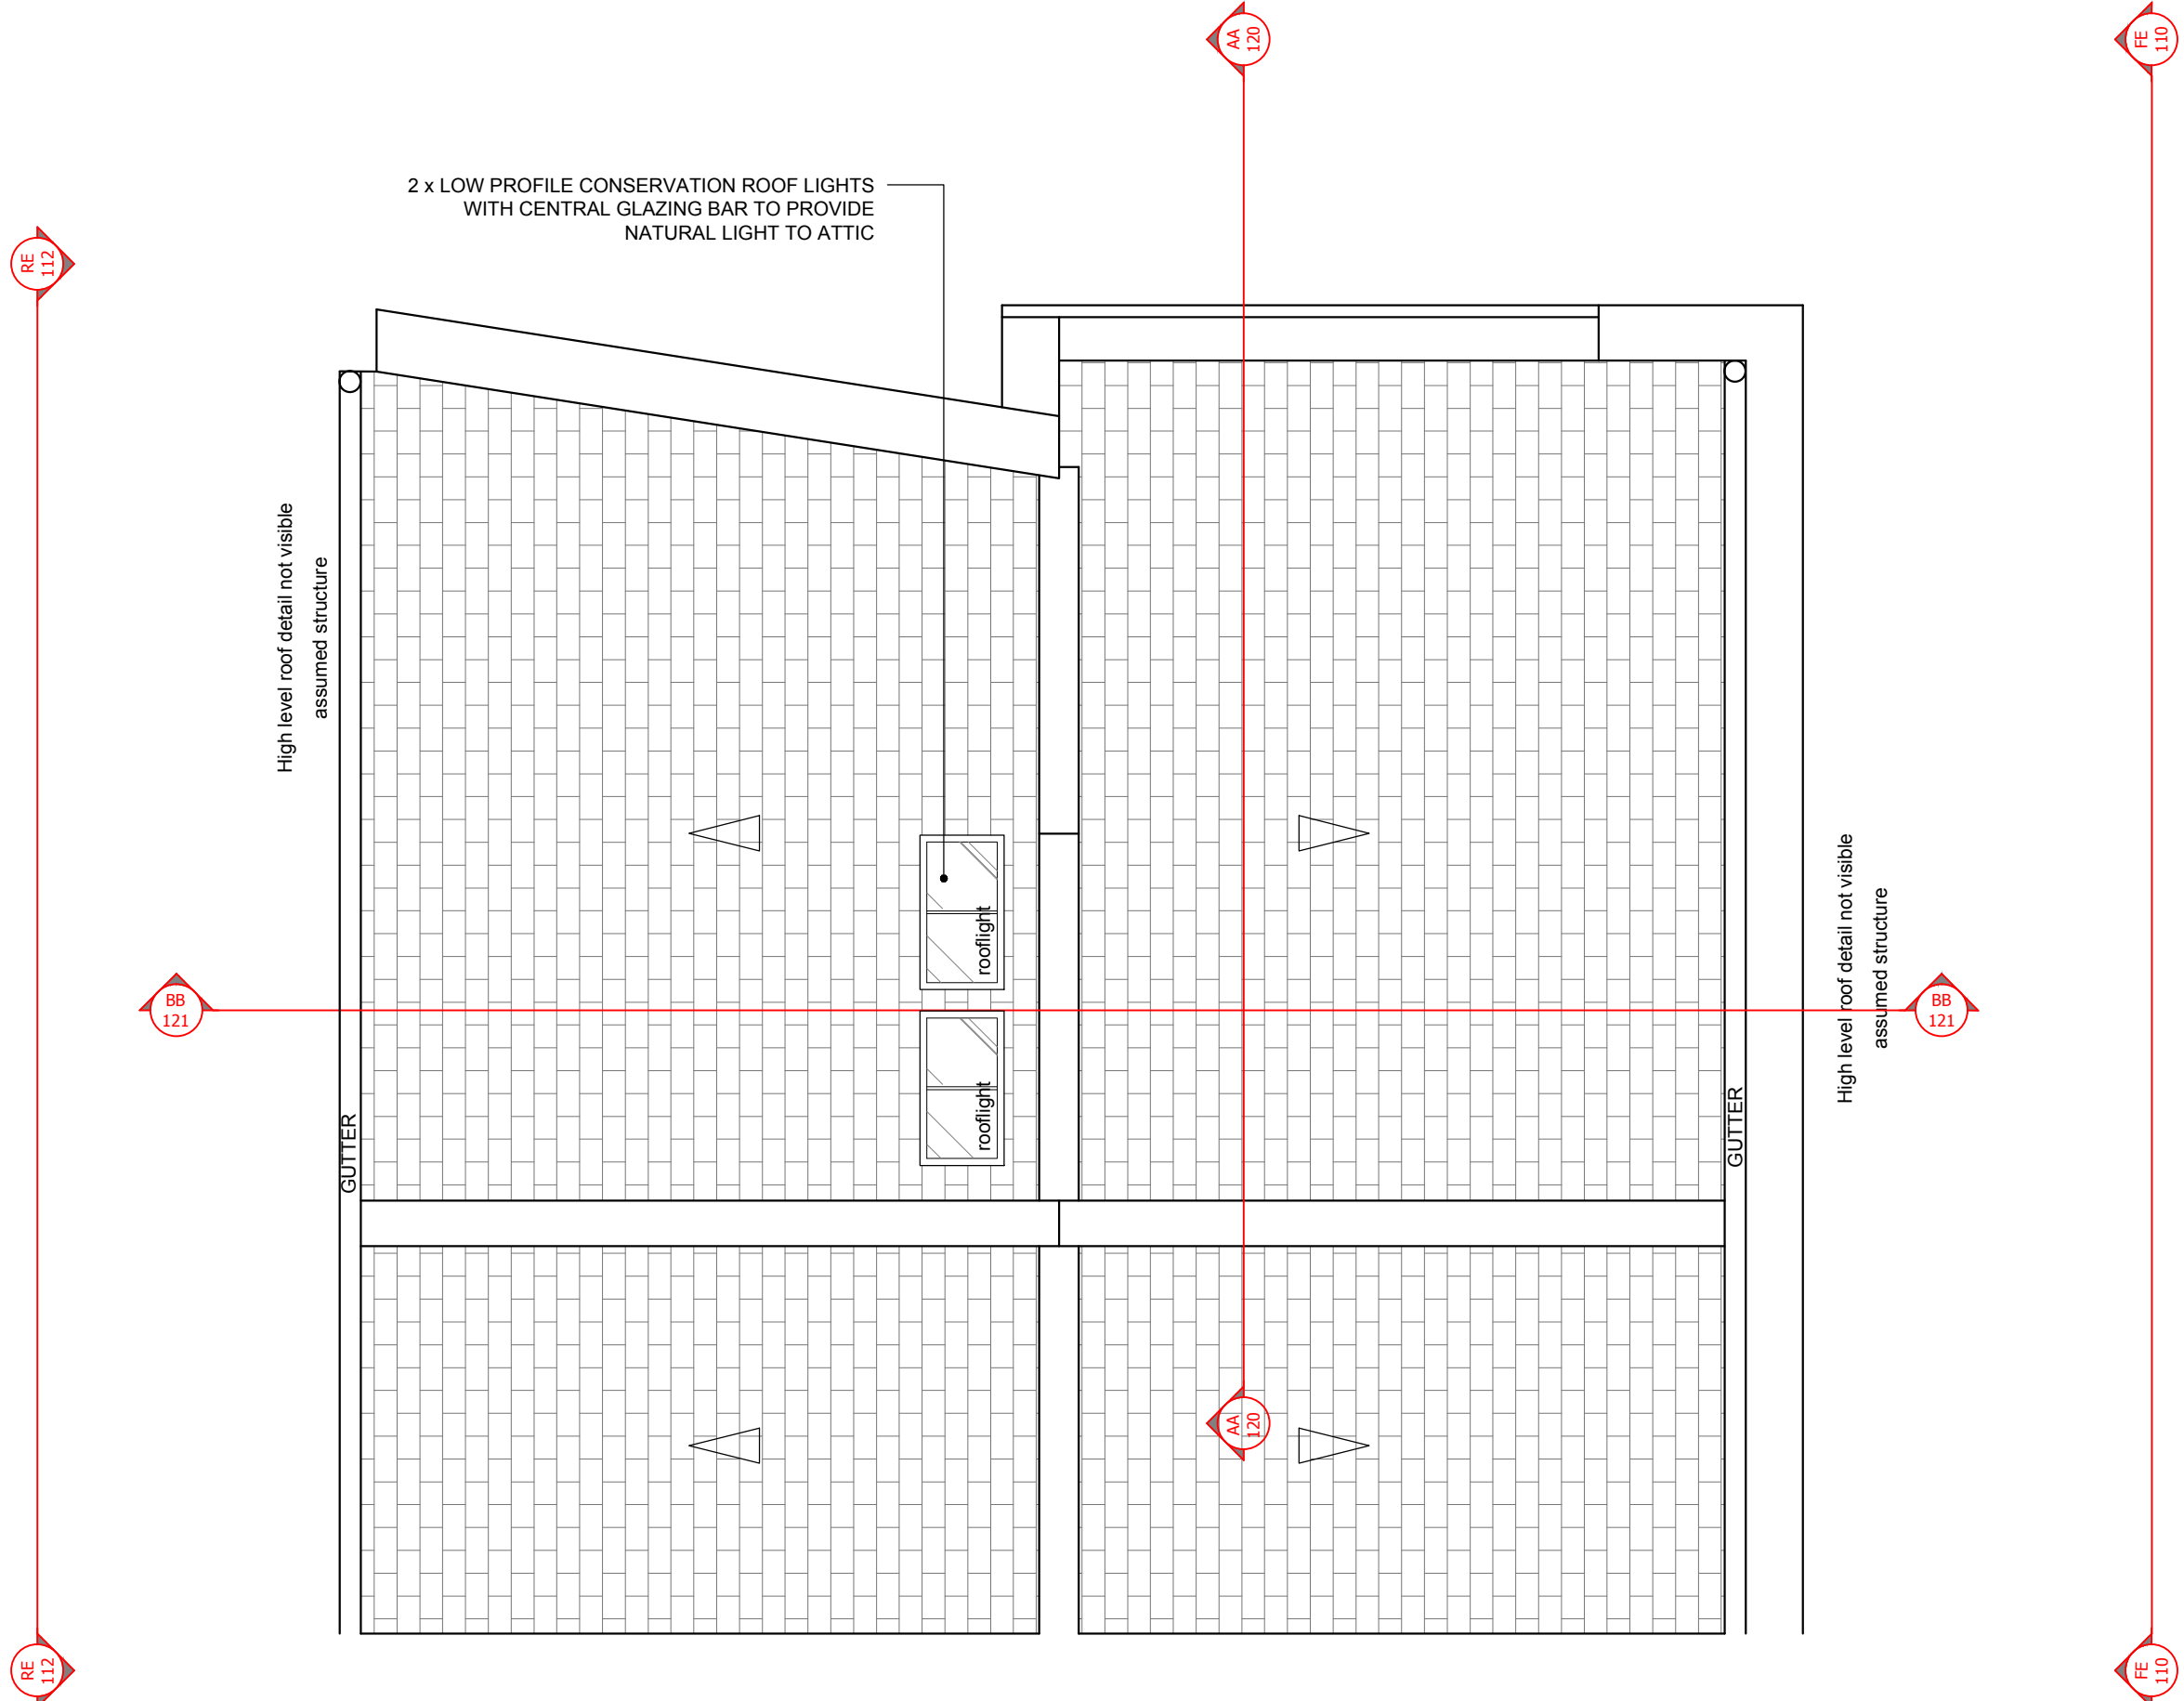 AA
120
FE
110
2 x LOW PROFILE CONSERVATION ROOF LIGHTS
WITH CENTRAL GLAZING BAR TO PROVIDE
NATURAL LIGHT TO ATTIC
RE
112
High level roof detail not visible
assumed structure
rooflight
High level roof detail not visible
assumed structure
BB
121
BB
121
rooflight
GUTTER
GUTTER
AA
120
RE
112
FE
110